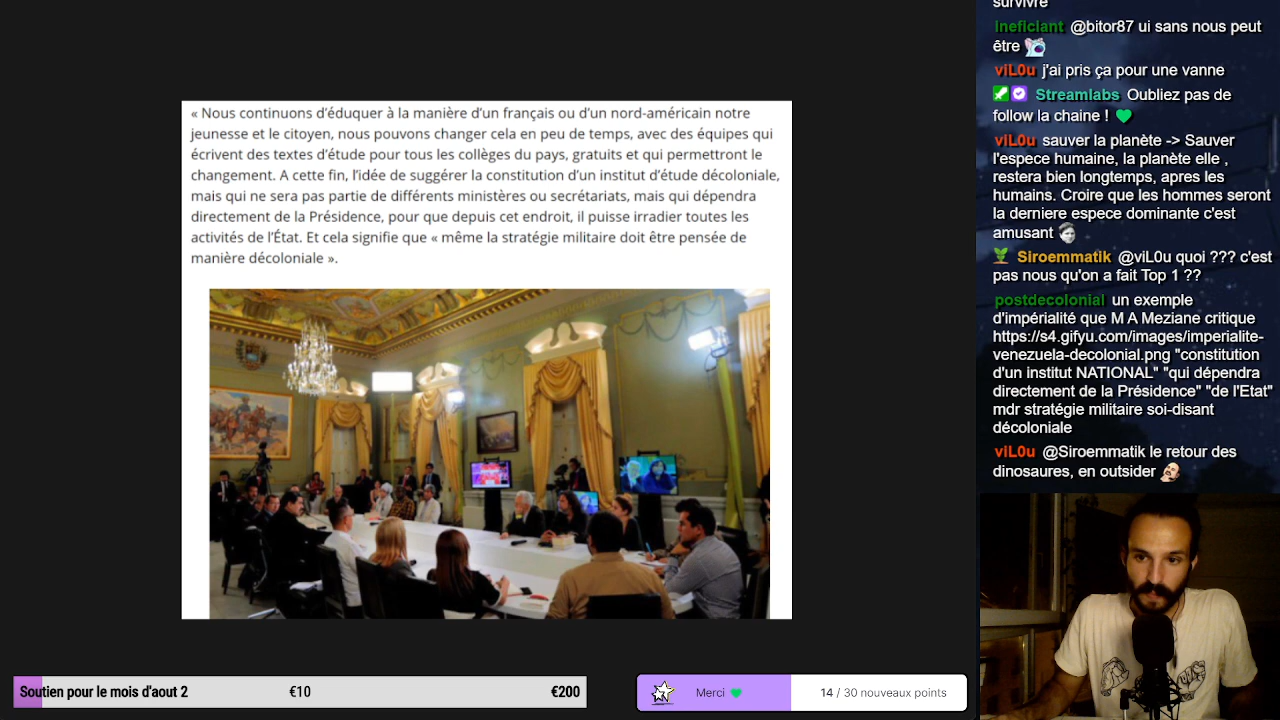 « Nous continuons d'éduquer à la manière d'un français ou d'un nord-américain notre
jeunesse et le citoyen, nous pouvons changer cela en peu de temps, avec des équipes qui
écrivent des textes d'étude pour tous les collèges du pays, gratuits et qui permettront le
changement. A cette fin, l'idée de suggérer la constitution d'un institut d'étude décoloniale,
mais qui ne sera pas partie de différents ministères ou secrétariats, mais qui dépendra
directement de la Présidence, pour que depuis cet endroit, il puisse irradier toutes les
activités de l'État. Et cela signifie que « même la stratégie militaire doit être pensée de
manière décoloniale ».
survivre
Ineficiant @bitor87 ui sans nous peut
être
viL0u j'ai pris ça pour une vanne
Streamlabs Oubliez pas de
follow la chaine !
viL0u sauver la planète -> Sauver
l'espece humaine, la planète elle ,
restera bien longtemps, apres les
humains. Croire que les hommes seront
la derniere espece dominante c'est
amusant
Siroemmatik @viL0u quoi ??? c'est
pas nous qu'on a fait Top 1 ??
postdecolonial un exemple
d'impérialité que M A Meziane critique
https://s4.gifyu.com/images/imperialite-
venezuela-decolonial.png "constitution
d'un institut NATIONAL" "qui dépendra
directement de la Présidence" "de l'Etat"
mdr stratégie militaire soi-disant
décoloniale
viL0u @Siroemmatik le retour des
dinosaures, en outsider
Soutien pour le mois d'aout 2 €10 €200
Merci 14 / 30 nouveaux points